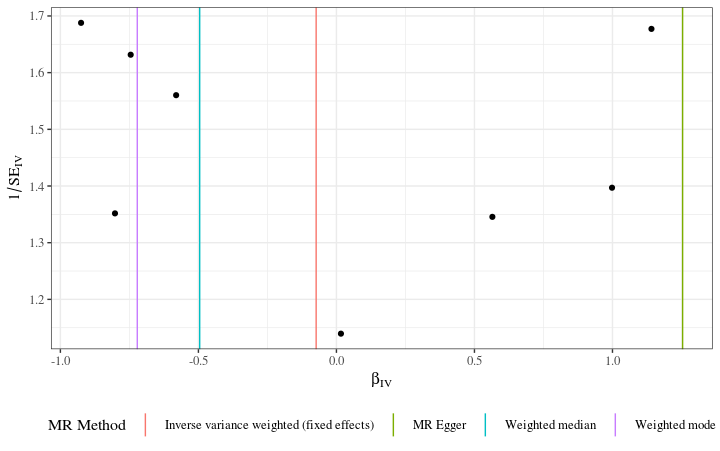 1.7
1.6
1.5
1.4
1.3
1.2
1/SE_IV
-1.0 -0.5 0.0 0.5 1.0
β_IV
MR Method Inverse variance weighted (fixed effects) MR Egger Weighted median Weighted mode